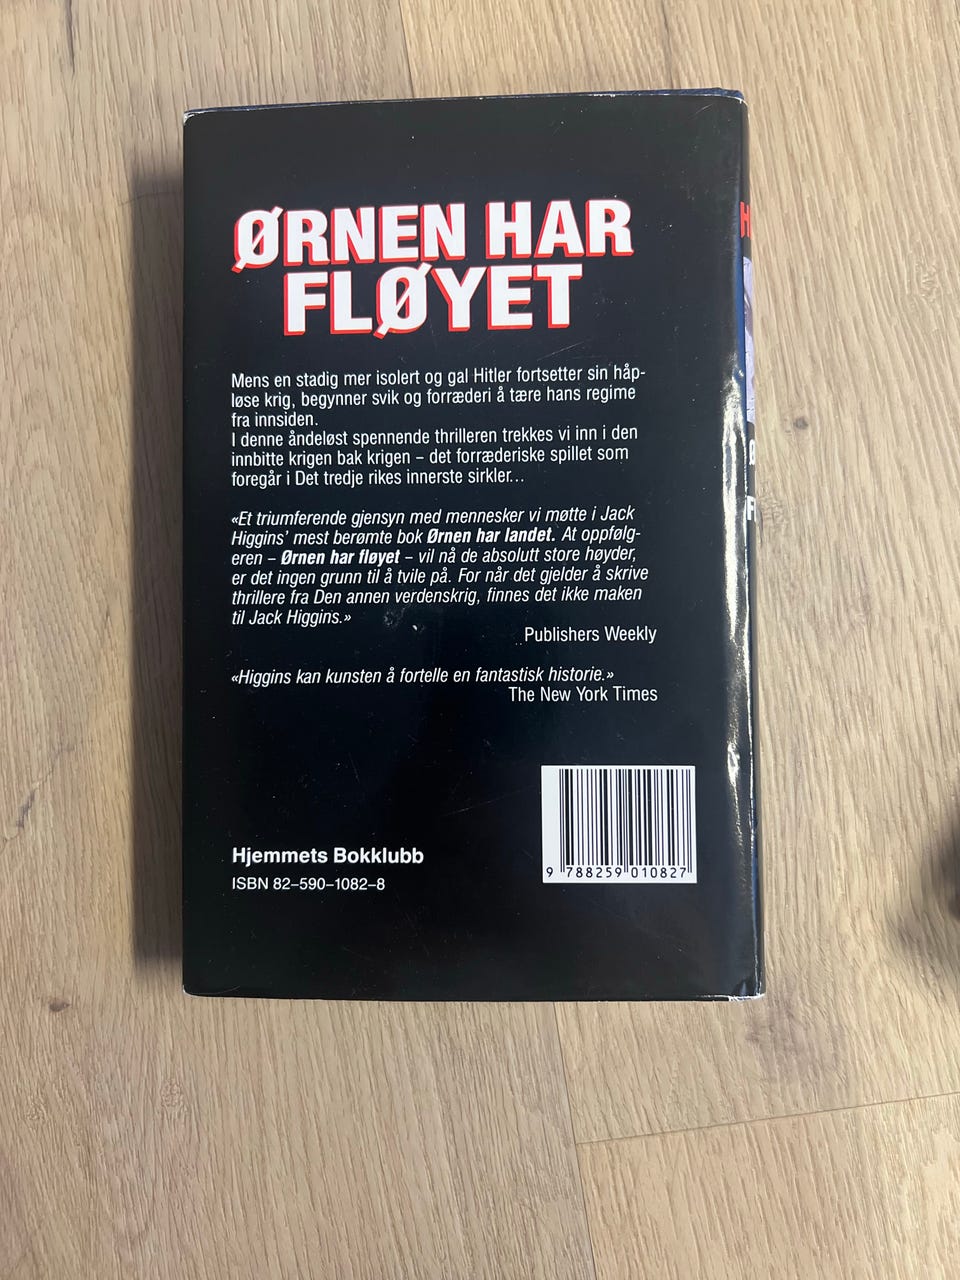 ØRNEN HAR
FLØYET
Mens en stadig mer isolert og gal Hitler fortsetter sin håp-
løse krig, begynner svik og forræderi å tære hans regime
fra innsiden.
I denne åndeløst spennende thrilleren trekkes vi inn i den
innbitte krigen bak krigen – det forræderiske spillet som
foregår i Det tredje rikes innerste sirkler...
«Et triumferende gjensyn med mennesker vi møtte i Jack
Higgins' mest berømte bok Ørnen har landet. At oppfølg-
eren – Ørnen har fløyet – vil nå de absolutt store høyder,
er det ingen grunn til å tvile på. For når det gjelder å skrive
thrillere fra Den annen verdenskrig, finnes det ikke maken
til Jack Higgins.»
Publishers Weekly
«Higgins kan kunsten å fortelle en fantastisk historie.»
The New York Times
Hjemmets Bokklubb
ISBN 82–590–1082–8
9 788259 010827